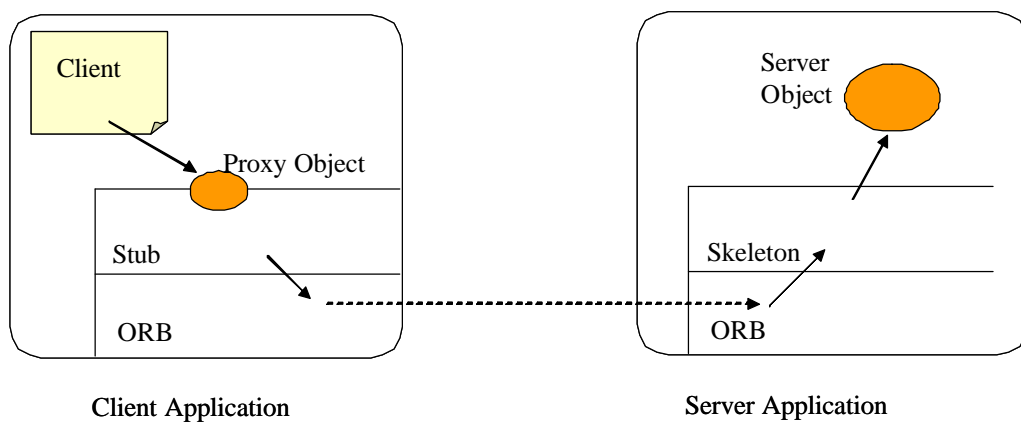 Client
Proxy Object
Stub
ORB
Client Application
Server
Object
Skeleton
ORB
Server Application